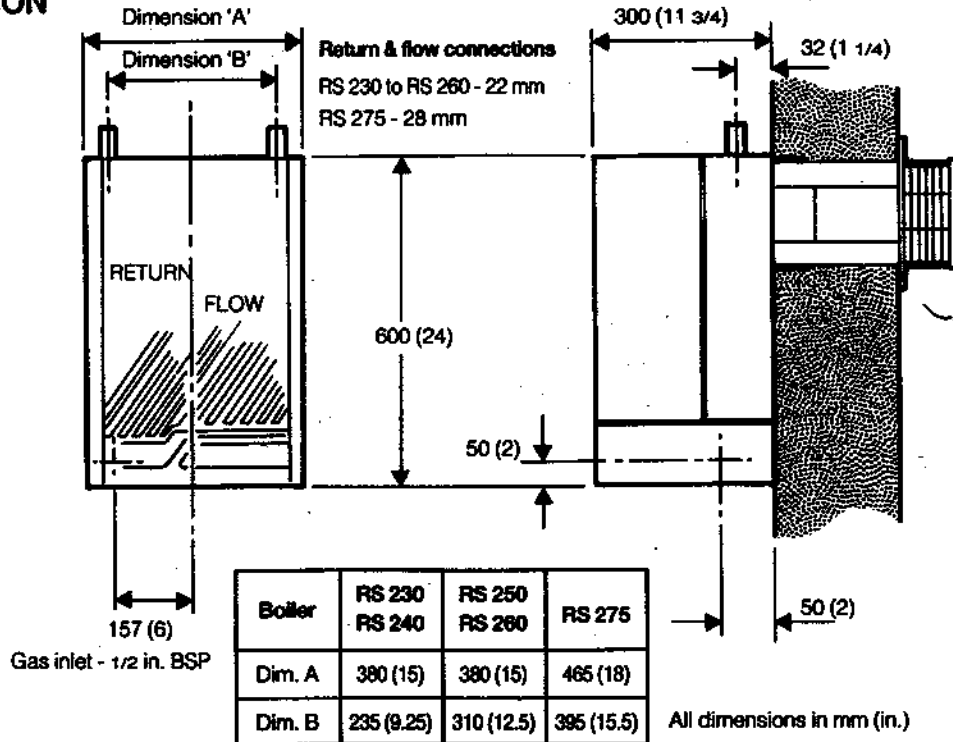 ON
Dimension 'A'
Dimension 'B'
Return & flow connections
RS 230 to RS 260 - 22 mm
RS 275 - 28 mm
300 (11 3/4)
32 (1 1/4)
RETURN
FLOW
600 (24)
50 (2)
157 (6)
Gas inlet - 1/2 in. BSP
50 (2)
Boiler RS 230 RS 240 RS 250 RS 260 RS 275
Dim. A 380 (15) 380 (15) 465 (18)
Dim. B 235 (9.25) 310 (12.5) 395 (15.5)
All dimensions in mm (in.)